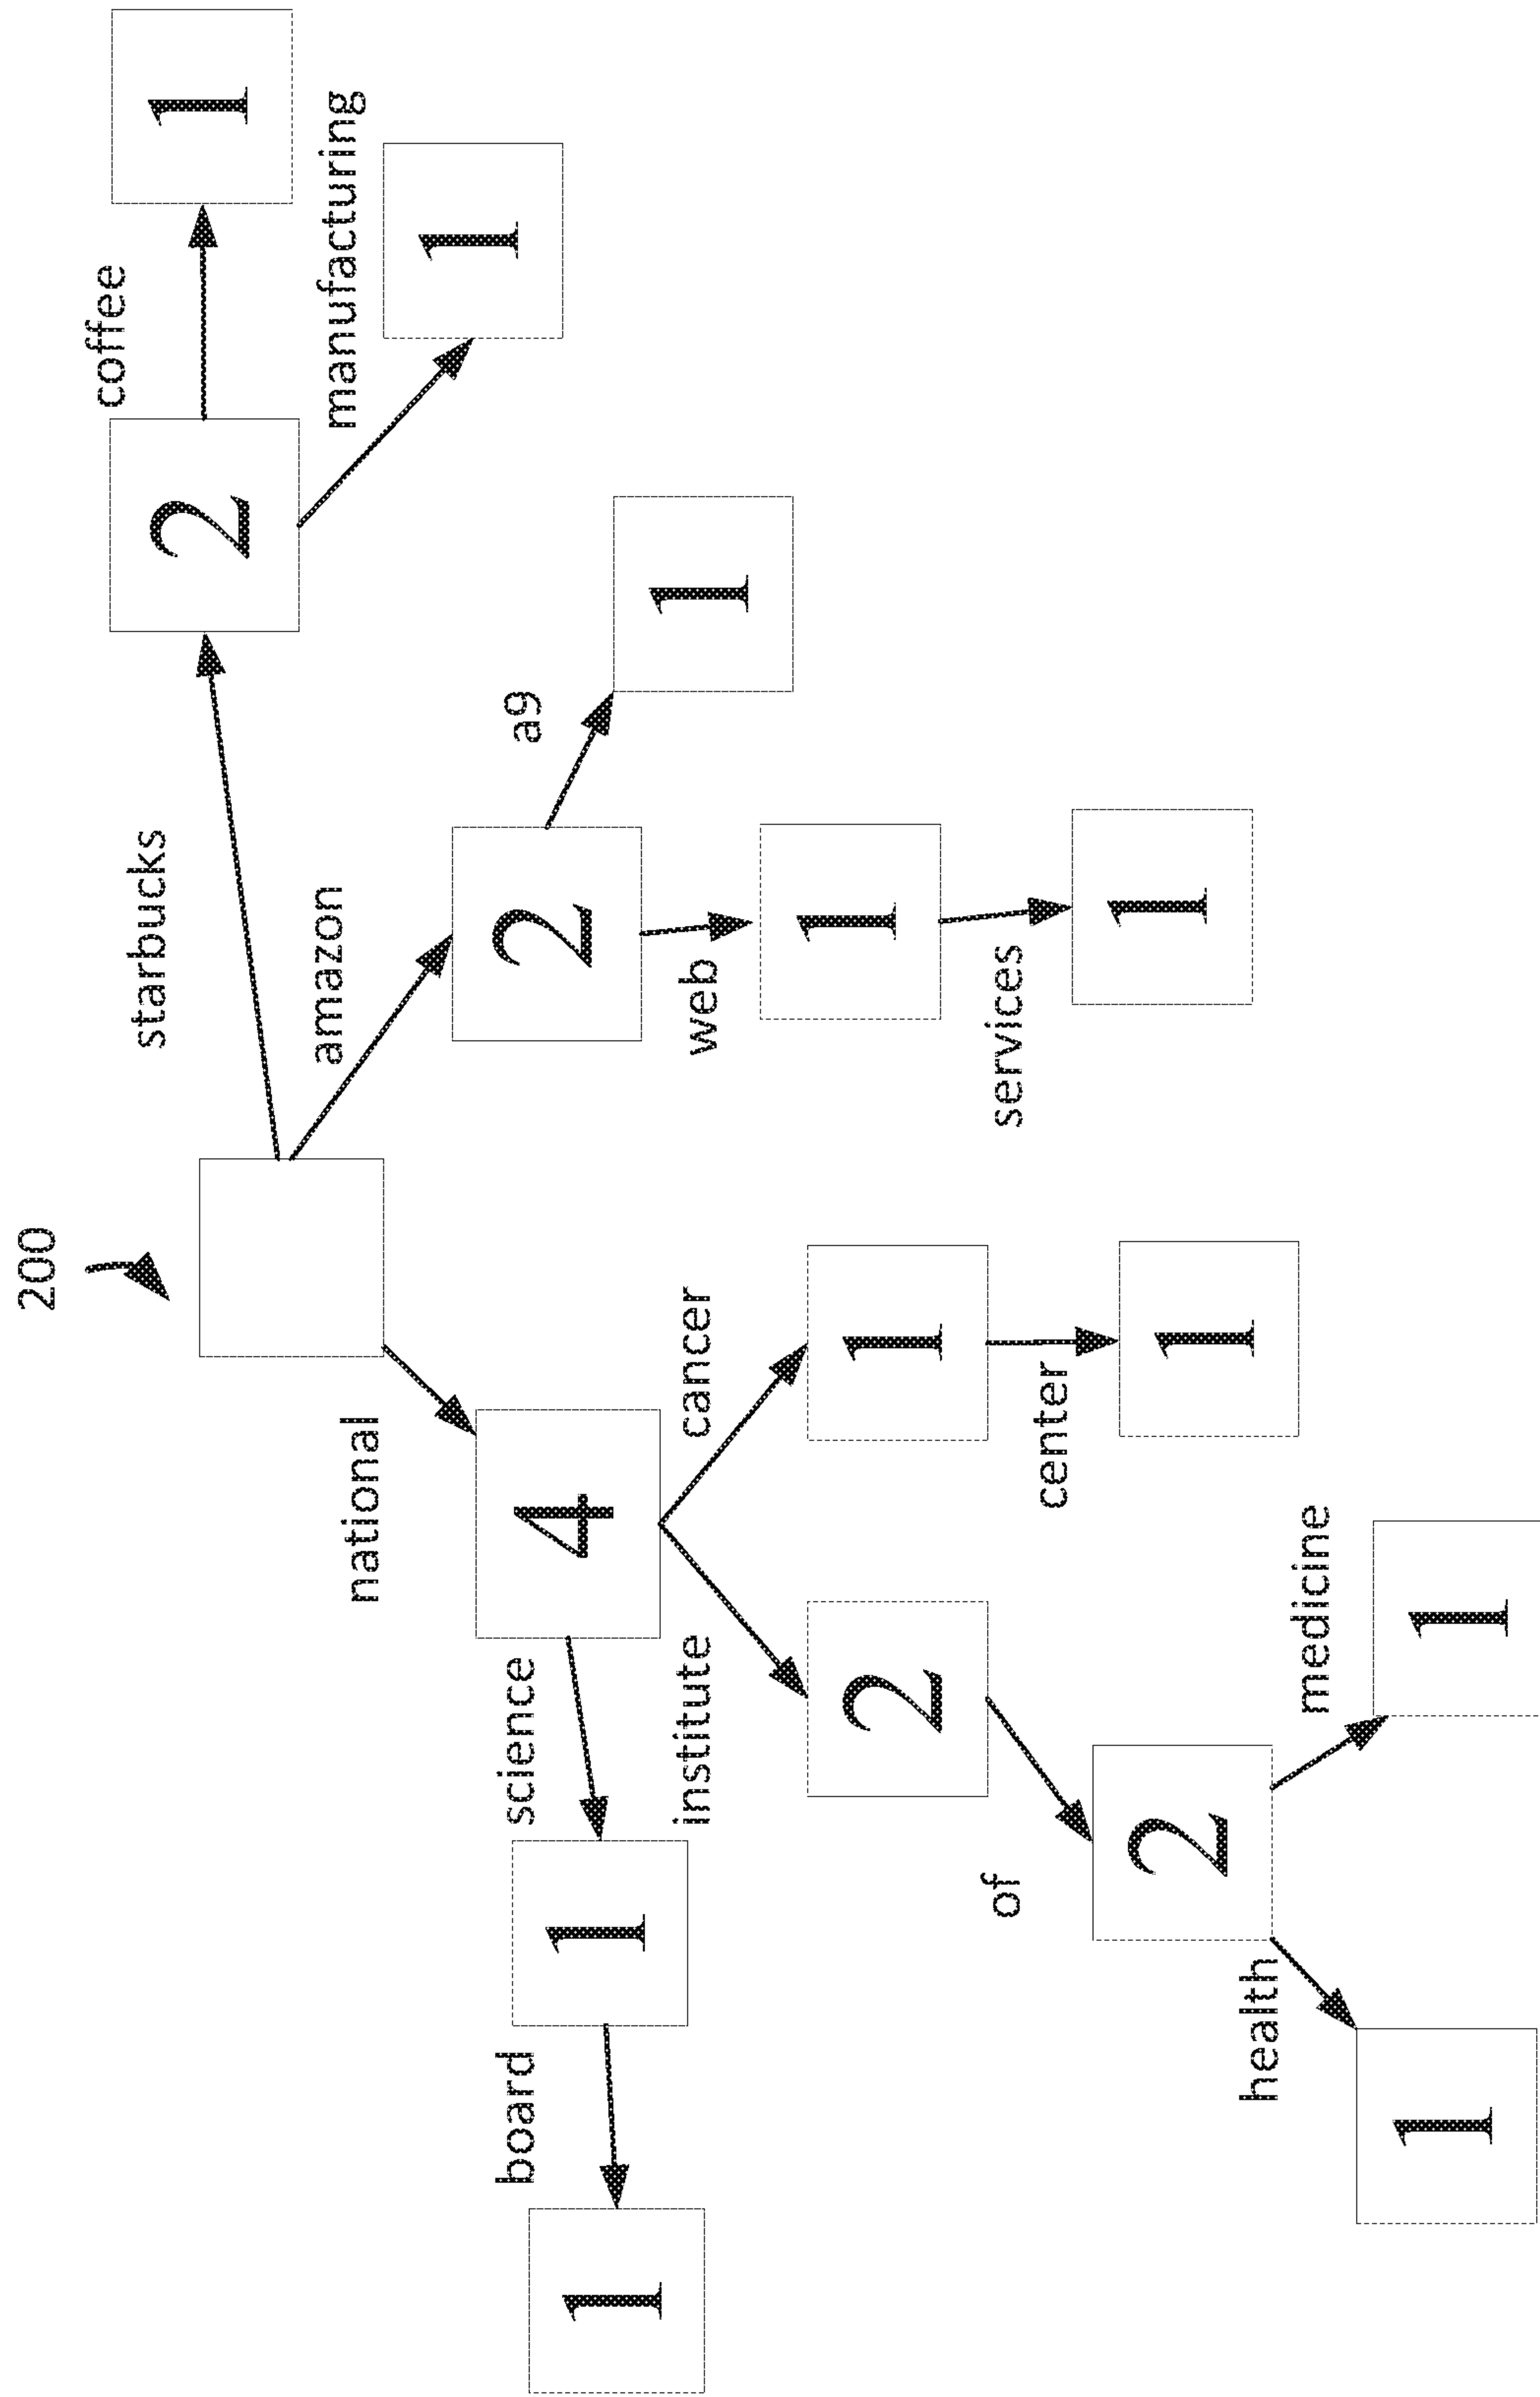 200
national
amazon
starbucks
4
2
2
coffee
1
manufacturing
1
a9
1
web
1
services
1
science
1
board
1
institute
2
cancer
1
center
1
of
2
health
1
medicine
1